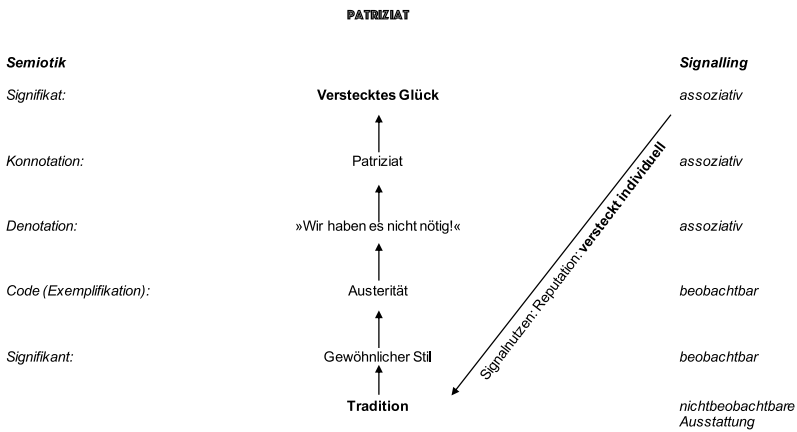 PATRIZIAT
Semiotik Signalling
Signifikat: Verstecktes Glück assoziativ
Konnotation: Patriziat assoziativ
Denotation: »Wir haben es nicht nötig!« assoziativ
Code (Exemplifikation): Austerität beobachtbar
Signifikant: Gewöhnlicher Stil beobachtbar
Tradition nichtbeobachtbare
Ausstattung
Signalnutzen: Reputation: versteckt individuell